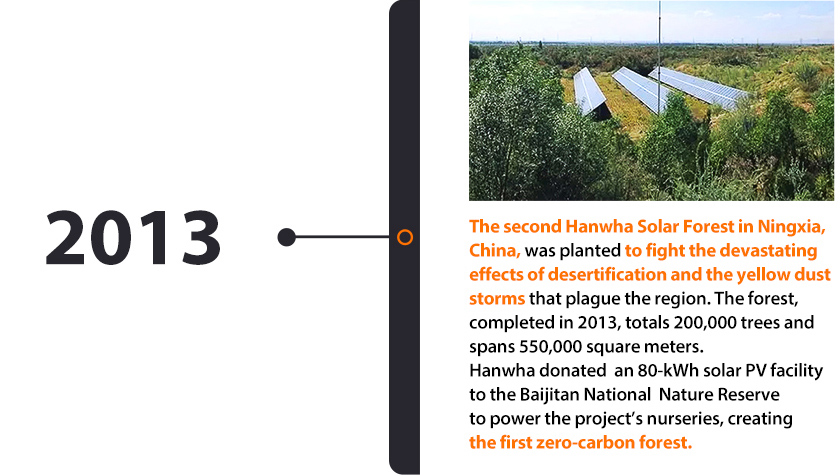 2013
The second Hanwha Solar Forest in Ningxia,
China, was planted to fight the devastating
effects of desertification and the yellow dust
storms that plague the region. The forest,
completed in 2013, totals 200,000 trees and
spans 550,000 square meters.
Hanwha donated  an 80-kWh solar PV facility
to the Baijitan National  Nature Reserve
to power the project’s nurseries, creating
the first zero-carbon forest.